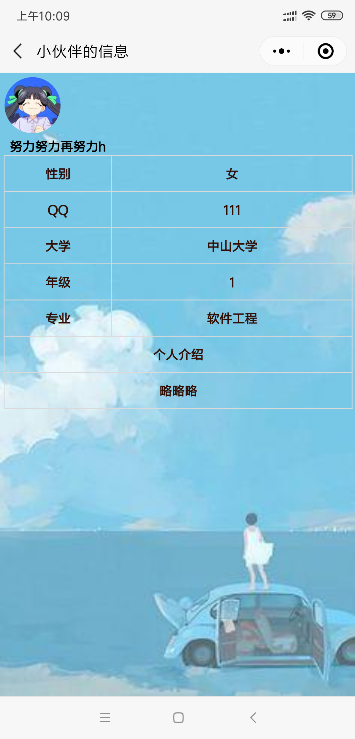 上午10:09
59
小伙伴的信息
努力努力再努力h
性别 女
QQ 111
大学 中山大学
年级 1
专业 软件工程
个人介绍
略略略